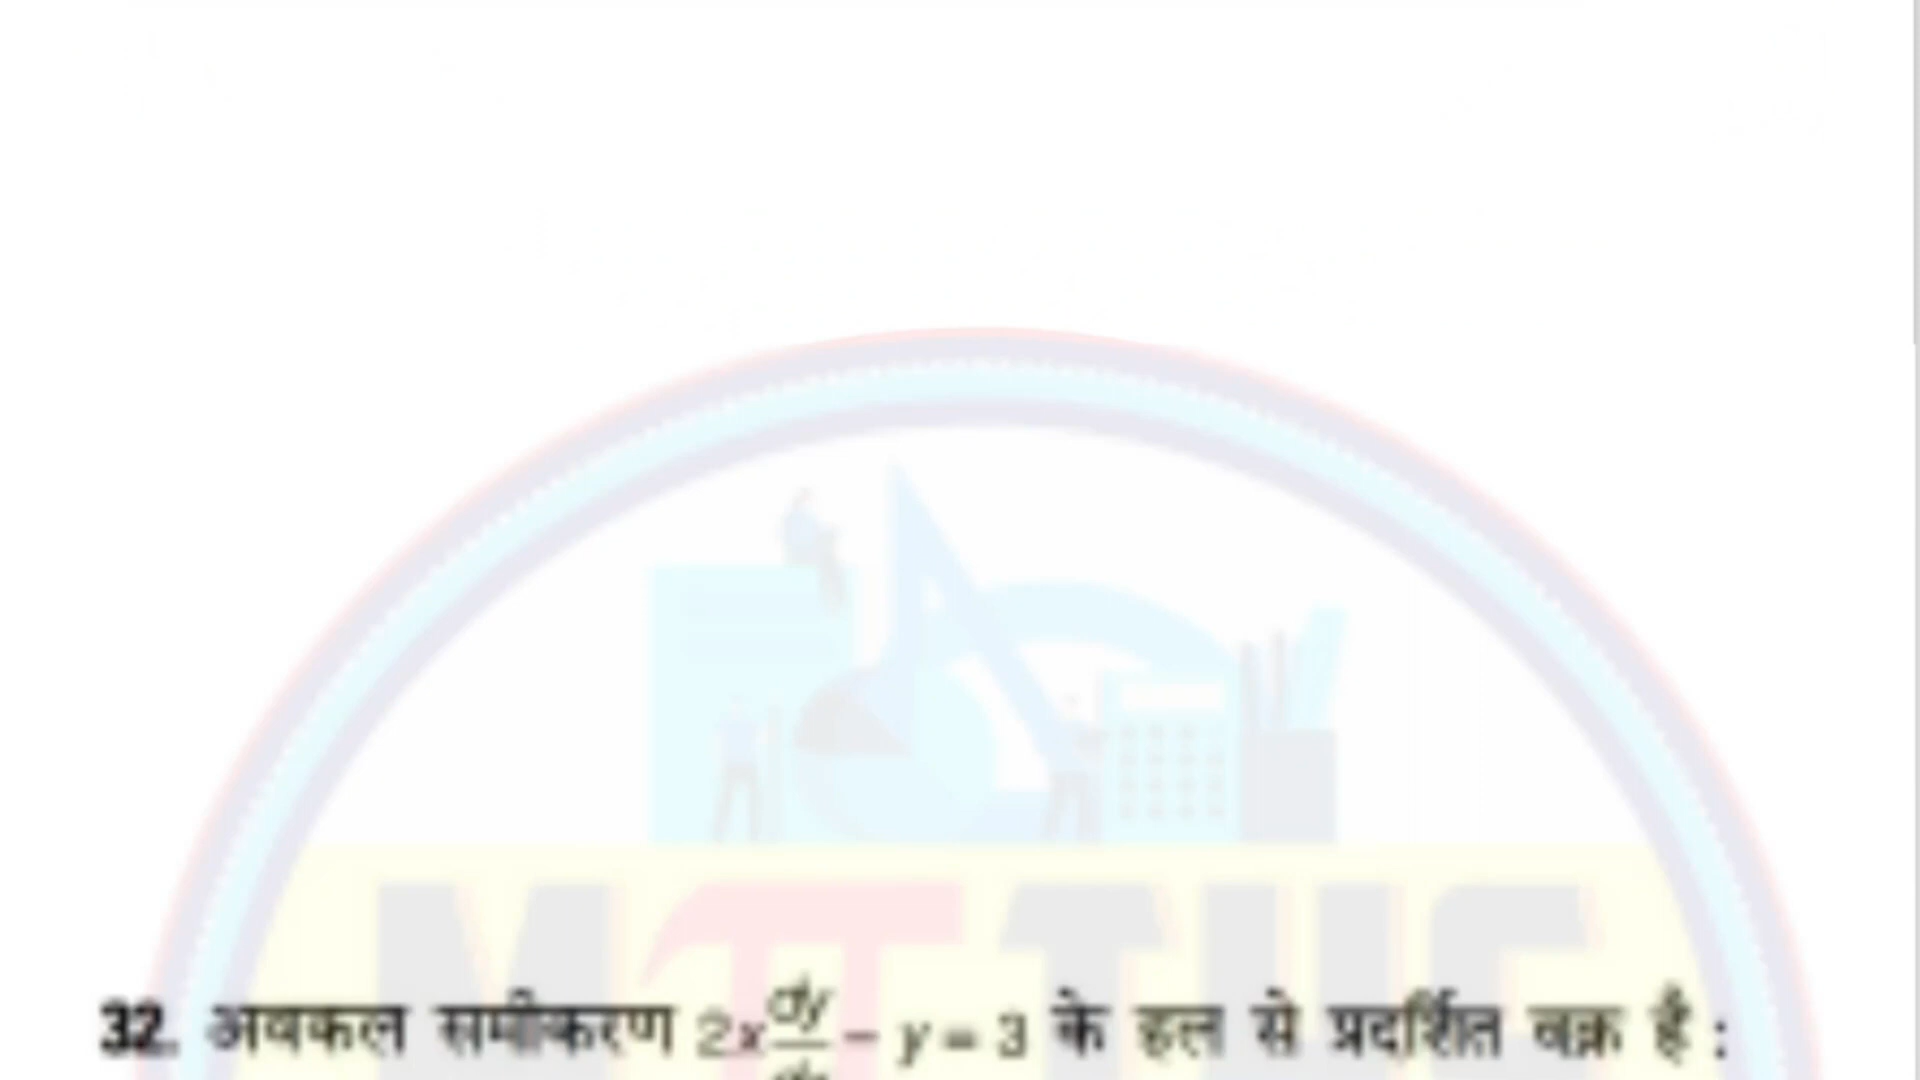 32. अवकल समीकरण 2x dy/dx − y = 3 के हल से प्रदर्शित वक्र है :